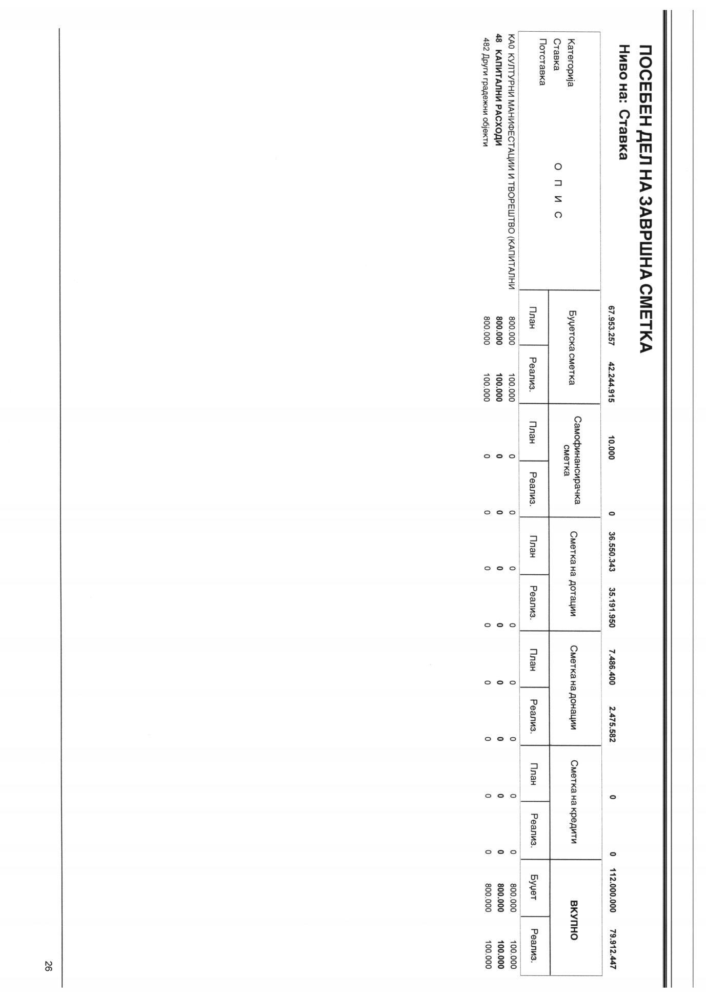 ПОСЕБЕН ДЕЛ НА ЗАВРШНА СМЕТКА
Ниво на: Ставка
67.953.257 42.244.915 10.000 0 36.550.343 35.191.950 7.486.400 2.475.582 0 0 112.000.000 79.912.447
Категорија
Ставка
Потставка
О П И С
Буџетска сметка
Самофинансирачка
сметка
Сметка на дотации
Сметка на донации
Сметка на кредити
ВКУПНО
План Реализ. План Реализ. План Реализ. План Реализ. План Реализ. Буџет Реализ.
КА0 КУЛТУРНИ МАНИФЕСТАЦИИ И ТВОРЕШТВО (КАПИТАЛНИ 800.000 100.000 0 0 0 0 0 0 0 0 800.000 100.000
48 КАПИТАЛНИ РАСХОДИ 800.000 100.000 0 0 0 0 0 0 0 0 800.000 100.000
482 Други градежни објекти 800.000 100.000 0 0 0 0 0 0 0 0 800.000 100.000
26